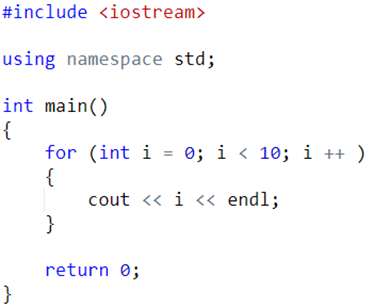 #include <iostream>
using namespace std;
int main()
{
    for (int i = 0; i < 10; i ++ )
    {
        cout << i << endl;
    }
    return 0;
}